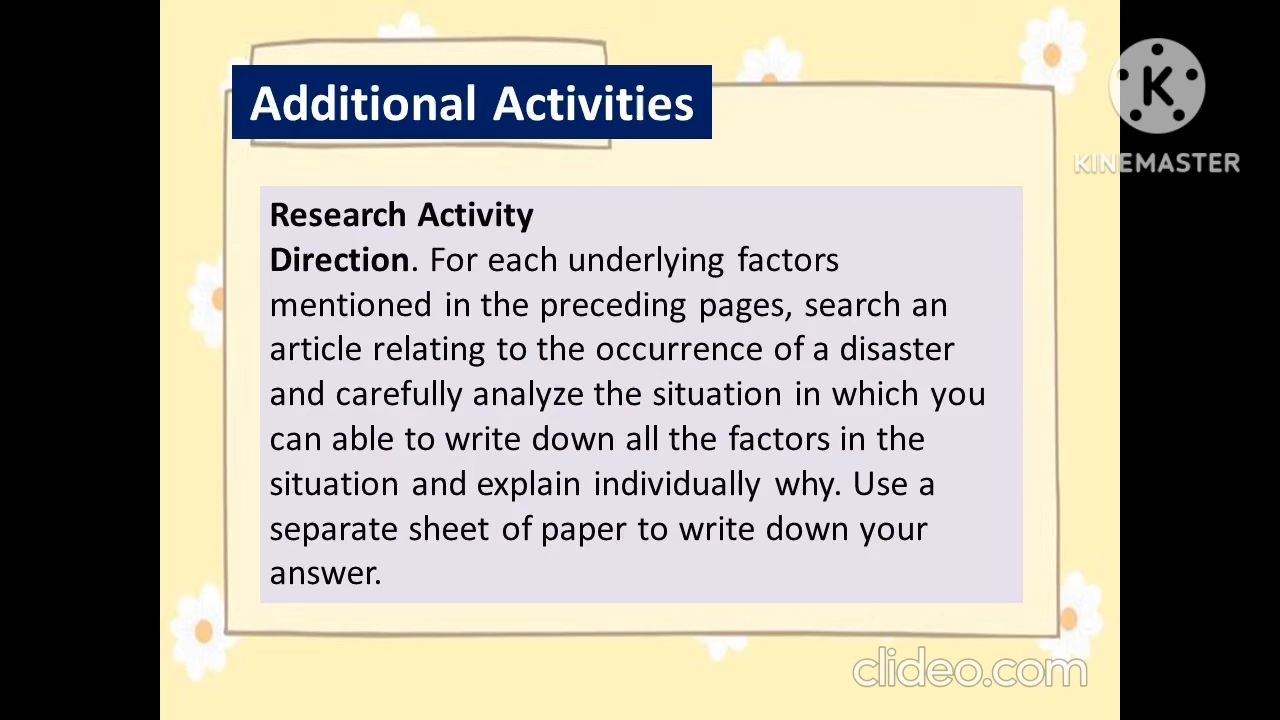 Additional Activities
KINEMASTER
Research Activity
Direction. For each underlying factors
mentioned in the preceding pages, search an
article relating to the occurrence of a disaster
and carefully analyze the situation in which you
can able to write down all the factors in the
situation and explain individually why. Use a
separate sheet of paper to write down your
answer.
clideo.com